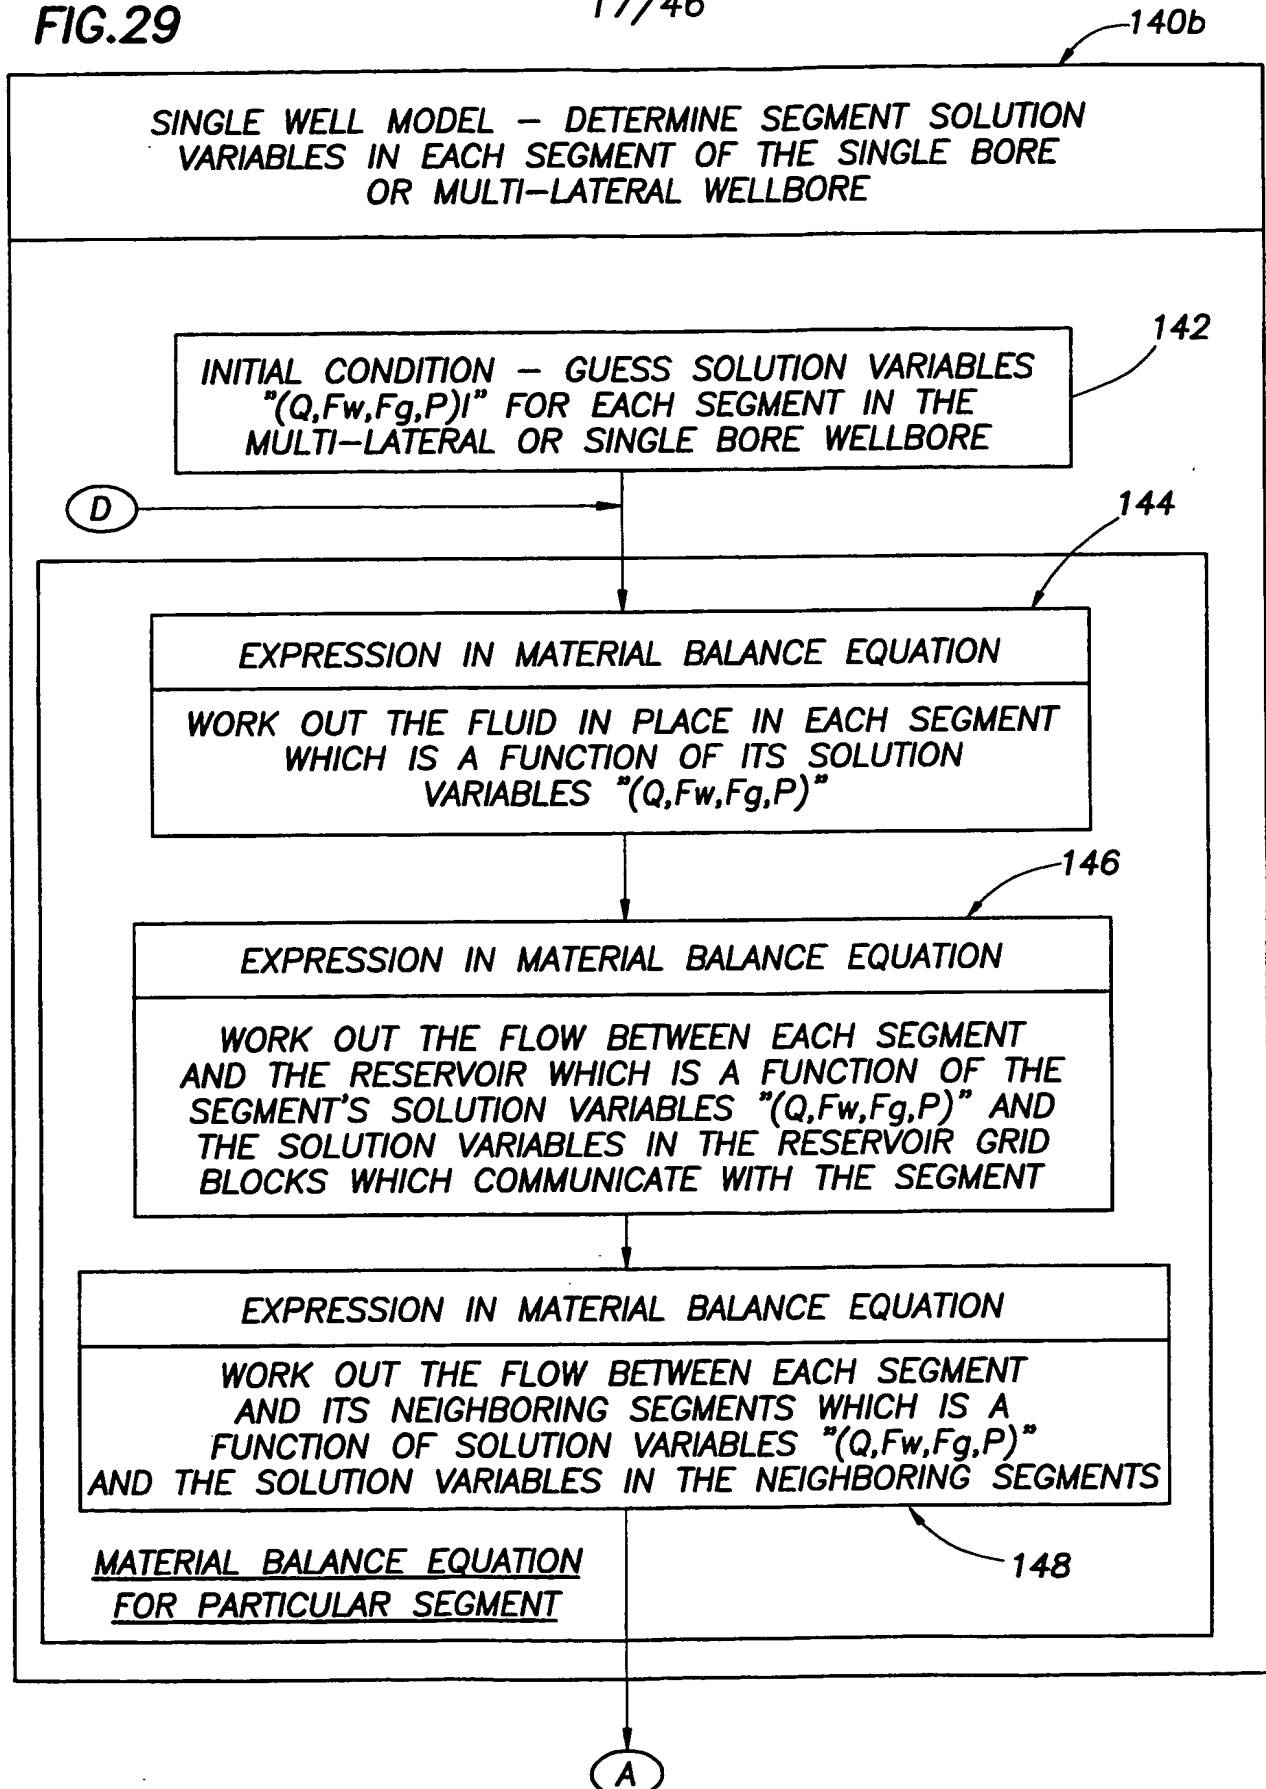 FIG.29
17/46
140b
SINGLE WELL MODEL – DETERMINE SEGMENT SOLUTION
VARIABLES IN EACH SEGMENT OF THE SINGLE BORE
OR MULTI–LATERAL WELLBORE
142
INITIAL CONDITION – GUESS SOLUTION VARIABLES
"(Q,Fw,Fg,P)I" FOR EACH SEGMENT IN THE
MULTI–LATERAL OR SINGLE BORE WELLBORE
D
144
EXPRESSION IN MATERIAL BALANCE EQUATION
WORK OUT THE FLUID IN PLACE IN EACH SEGMENT
WHICH IS A FUNCTION OF ITS SOLUTION
VARIABLES "(Q,Fw,Fg,P)"
146
EXPRESSION IN MATERIAL BALANCE EQUATION
WORK OUT THE FLOW BETWEEN EACH SEGMENT
AND THE RESERVOIR WHICH IS A FUNCTION OF THE
SEGMENT'S SOLUTION VARIABLES "(Q,Fw,Fg,P)" AND
THE SOLUTION VARIABLES IN THE RESERVOIR GRID
BLOCKS WHICH COMMUNICATE WITH THE SEGMENT
EXPRESSION IN MATERIAL BALANCE EQUATION
WORK OUT THE FLOW BETWEEN EACH SEGMENT
AND ITS NEIGHBORING SEGMENTS WHICH IS A
FUNCTION OF SOLUTION VARIABLES "(Q,Fw,Fg,P)"
AND THE SOLUTION VARIABLES IN THE NEIGHBORING SEGMENTS
148
MATERIAL BALANCE EQUATION
FOR PARTICULAR SEGMENT
A